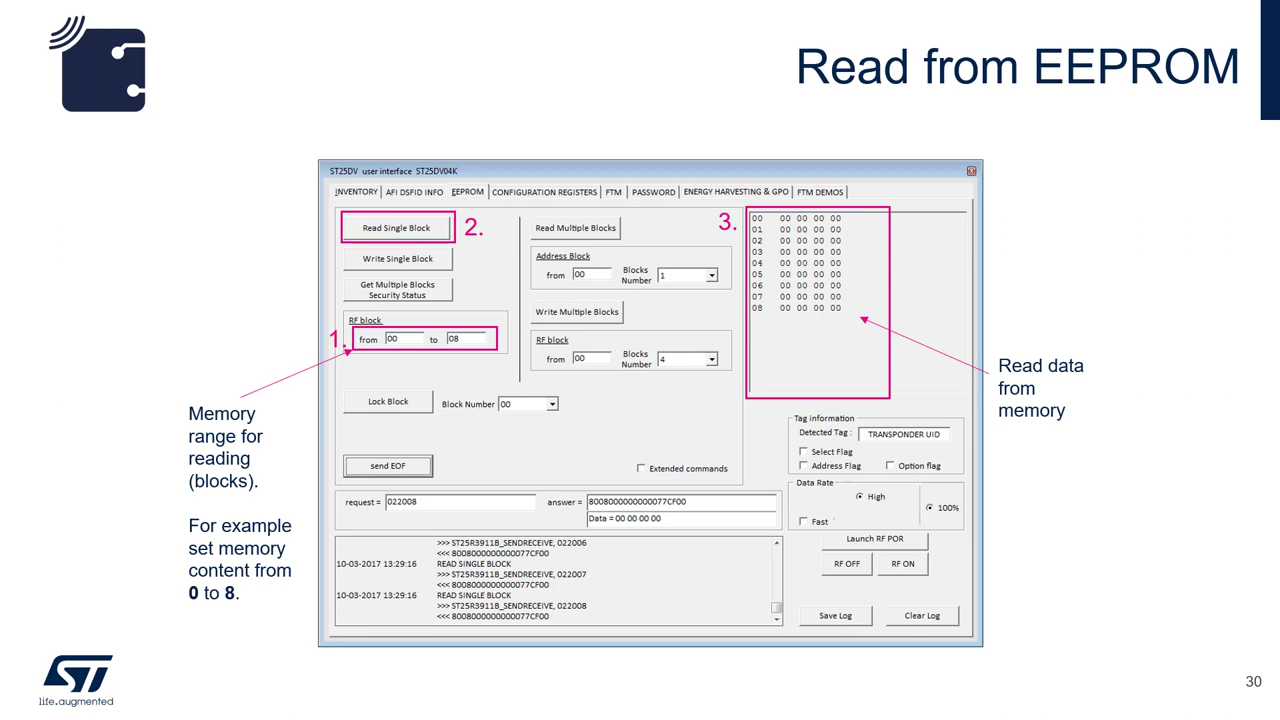 Read from EEPROM
ST25DV user interface ST25DV04K
INVENTORY AFI DSFID INFO EEPROM CONFIGURATION REGISTERS FTM PASSWORD ENERGY HARVESTING & GPO FTM DEMOS
Read Single Block
2.
Write Single Block
Get Multiple Blocks
Security Status
RF block
1.
from 00 to 08
Read Multiple Blocks
Address Block
from 00 Blocks Number 1
Write Multiple Blocks
RF block
from 00 Blocks Number 4
Lock Block
Block Number 00
send EOF
Extended commands
3.
00 00 00 00 00
01 00 00 00 00
02 00 00 00 00
03 00 00 00 00
04 00 00 00 00
05 00 00 00 00
06 00 00 00 00
07 00 00 00 00
08 00 00 00 00
Memory
range for
reading
(blocks).
For example
set memory
content from
0 to 8.
Read data
from
memory
Tag information
Detected Tag : TRANSPONDER UID
Select Flag
Address Flag Option flag
Data Rate
High
100%
Fast
request = 022008 answer = 8008000000000077CF00
Data = 00 00 00 00
>>> ST25R3911B_SENDRECEIVE, 022006
<<< 8008000000000077CF00
10-03-2017 13:29:16 READ SINGLE BLOCK
>>> ST25R3911B_SENDRECEIVE, 022007
<<< 8008000000000077CF00
10-03-2017 13:29:16 READ SINGLE BLOCK
>>> ST25R3911B_SENDRECEIVE, 022008
<<< 8008000000000077CF00
Launch RF POR
RF OFF RF ON
Save Log Clear Log
ST
life.augmented
30